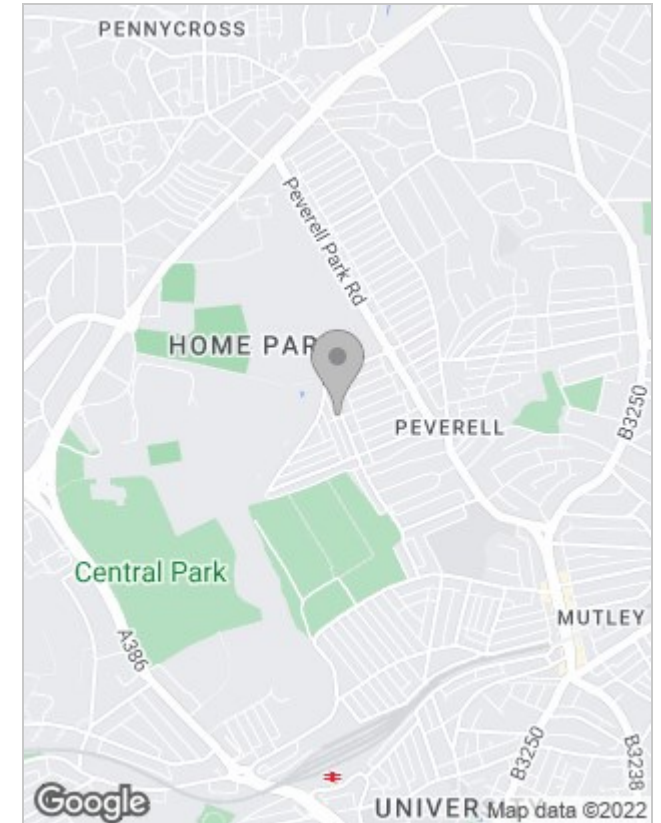 PENNYCROSS
Peverell Park Rd
HOME PAR
B3250
PEVERELL
Central Park
MUTLEY
A386
B3250
B3238
Google
UNIVER
Map data ©2022